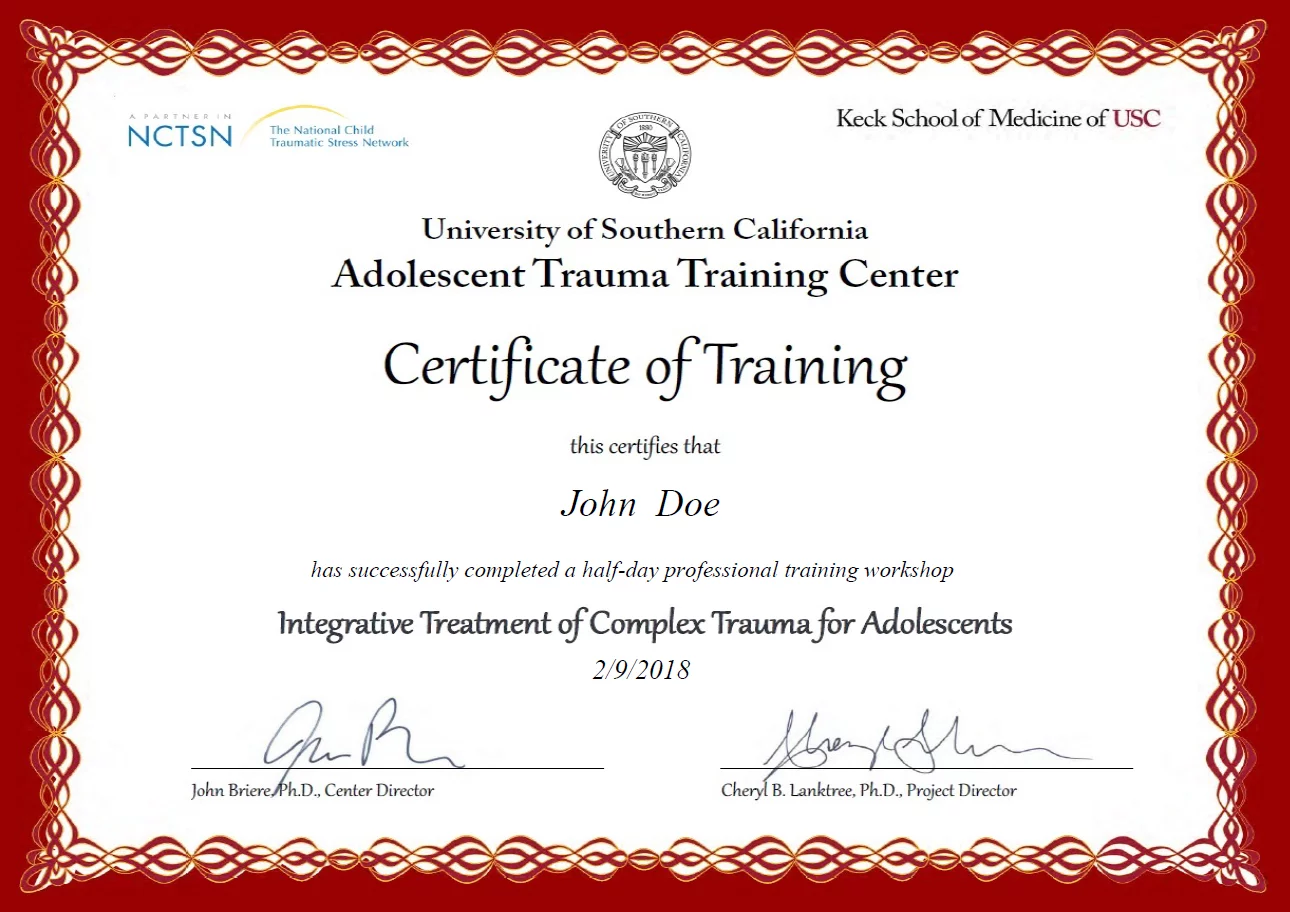 A PARTNER IN
NCTSN
The National Child
Traumatic Stress Network
UNIVERSITY OF SOUTHERN CALIFORNIA
1880
Keck School of Medicine of USC
University of Southern California
Adolescent Trauma Training Center
Certificate of Training
this certifies that
John Doe
has successfully completed a half-day professional training workshop
Integrative Treatment of Complex Trauma for Adolescents
2/9/2018
John Briere, Ph.D., Center Director
Cheryl B. Lanktree, Ph.D., Project Director